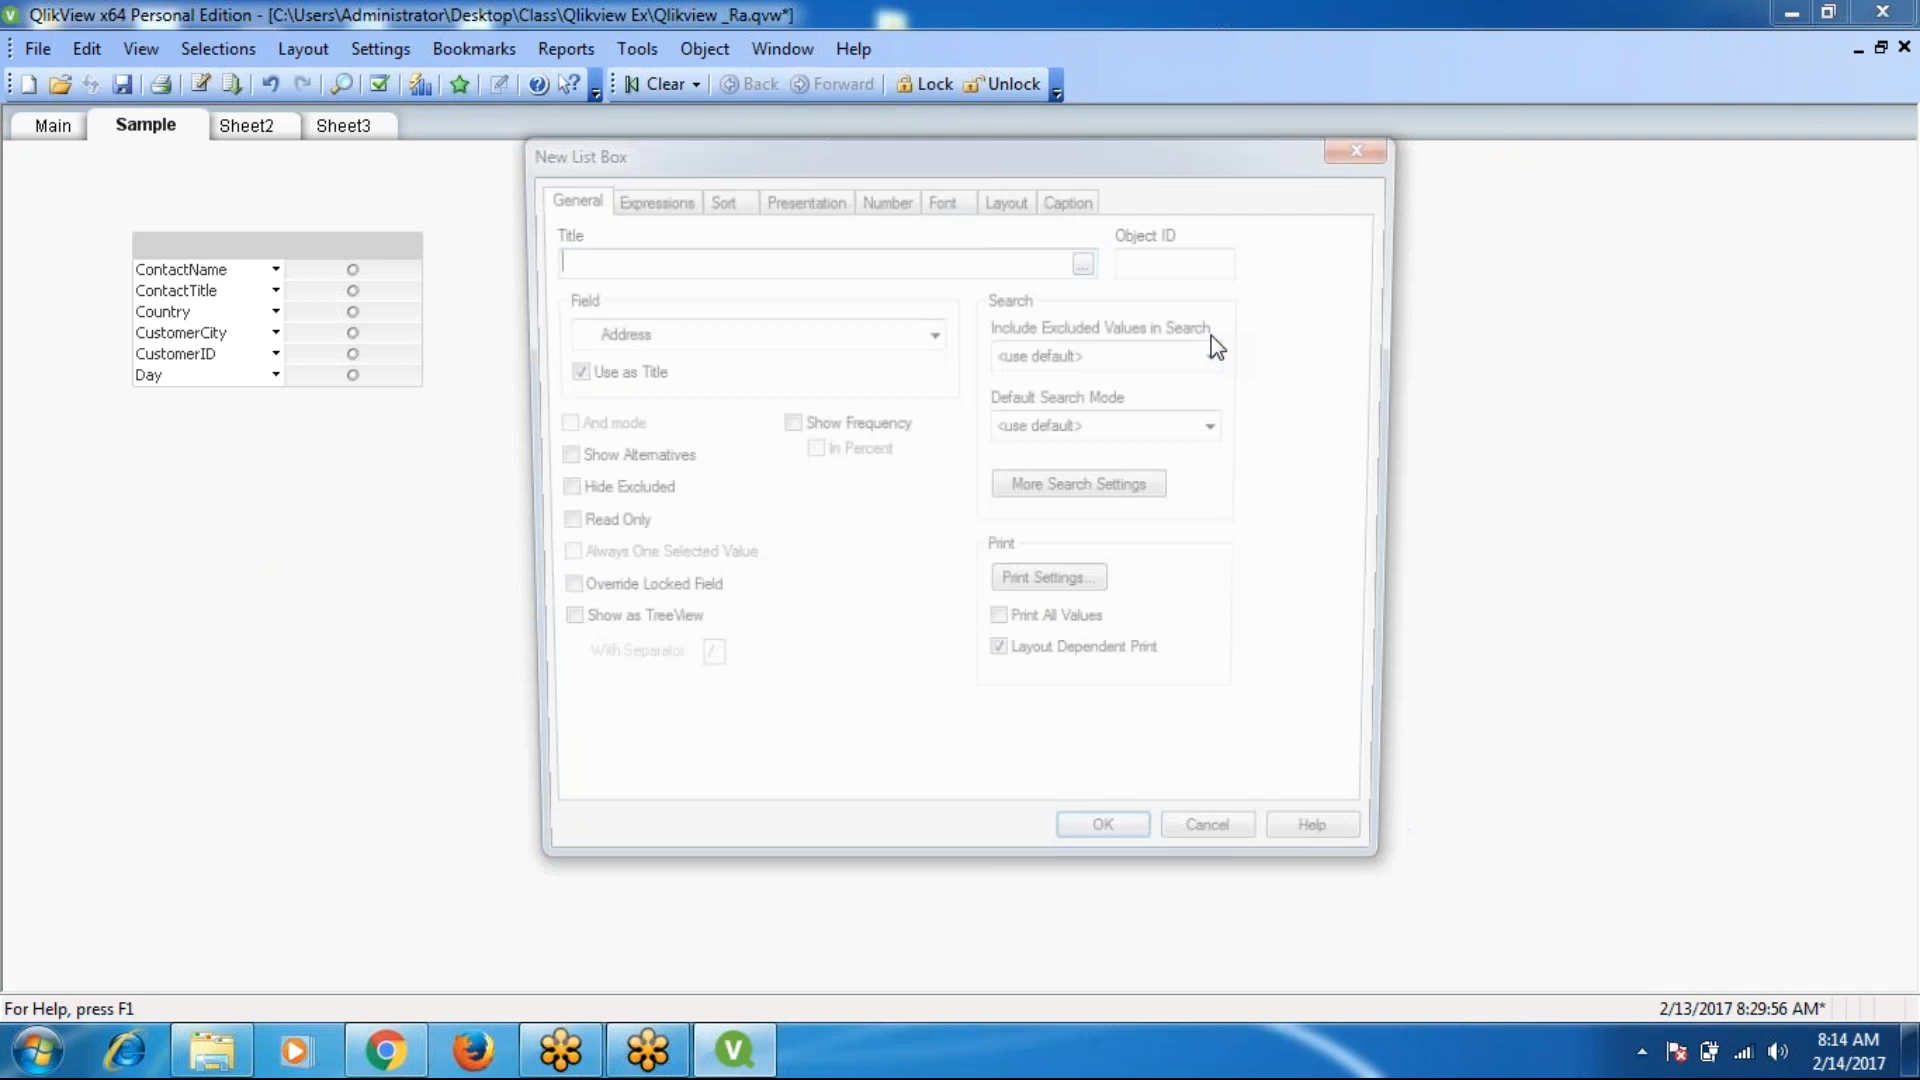 QlikView x64 Personal Edition - [C:\Users\Administrator\Desktop\Class\Qlikview Ex\Qlikview _Ra.qvw*]
File Edit View Selections Layout Settings Bookmarks Reports Tools Object Window Help
Clear Back Forward Lock Unlock
Main Sample Sheet2 Sheet3
New List Box
General Expressions Sort Presentation Number Font Layout Caption
Title Object ID
...
Field Search
Address Include Excluded Values in Search
<use default>
Use as Title
Default Search Mode
<use default>
And mode Show Frequency
In Percent
Show Alternatives
Hide Excluded More Search Settings
Read Only
Always One Selected Value Print
Override Locked Field Print Settings...
Show as TreeView Print All Values
With Separator / Layout Dependent Print
OK Cancel Help
ContactName
ContactTitle
Country
CustomerCity
CustomerID
Day
For Help, press F1 2/13/2017 8:29:56 AM*
8:14 AM
2/14/2017